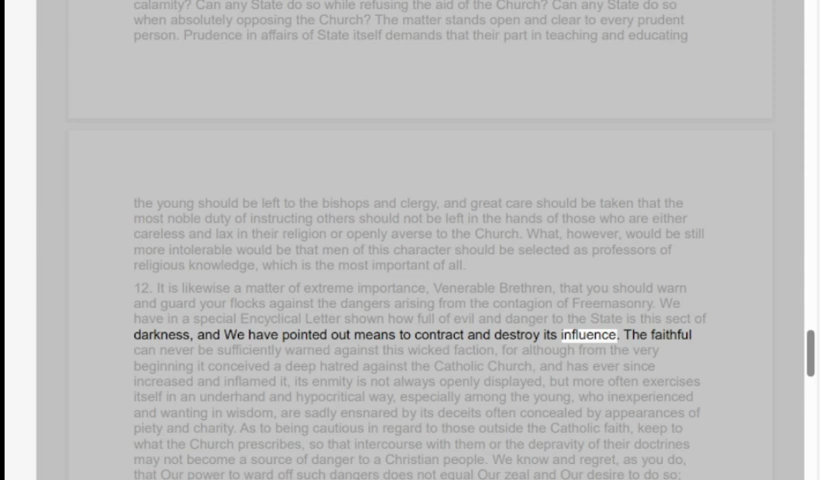 calamity? Can any State do so while refusing the aid of the Church? Can any State do so
when absolutely opposing the Church? The matter stands open and clear to every prudent
person. Prudence in affairs of State itself demands that their part in teaching and educating
the young should be left to the bishops and clergy, and great care should be taken that the
most noble duty of instructing others should not be left in the hands of those who are either
careless and lax in their religion or openly averse to the Church. What, however, would be still
more intolerable would be that men of this character should be selected as professors of
religious knowledge, which is the most important of all.
12. It is likewise a matter of extreme importance, Venerable Brethren, that you should warn
and guard your flocks against the dangers arising from the contagion of Freemasonry. We
have in a special Encyclical Letter shown how full of evil and danger to the State is this sect of
darkness, and We have pointed out means to contract and destroy its influence. The faithful
can never be sufficiently warned against this wicked faction, for although from the very
beginning it conceived a deep hatred against the Catholic Church, and has ever since
increased and inflamed it, its enmity is not always openly displayed, but more often exercises
itself in an underhand and hypocritical way, especially among the young, who inexperienced
and wanting in wisdom, are sadly ensnared by its deceits often concealed by appearances of
piety and charity. As to being cautious in regard to those outside the Catholic faith, keep to
what the Church prescribes, so that intercourse with them or the depravity of their doctrines
may not become a source of danger to a Christian people. We know and regret, as you do,
that Our power to ward off such dangers does not equal Our zeal and Our desire to do so;